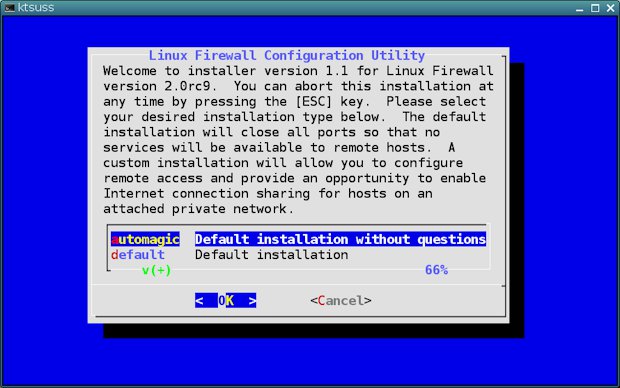 ktsuss
Linux Firewall Configuration Utility
Welcome to installer version 1.1 for Linux Firewall
version 2.0rc9.  You can abort this installation at
any time by pressing the [ESC] key.  Please select
your desired installation type below.  The default
installation will close all ports so that no
services will be available to remote hosts.  A
custom installation will allow you to configure
remote access and provide an opportunity to enable
Internet connection sharing for hosts on an
attached private network.
automagic  Default installation without questions
default    Default installation
v(+) 66%
<  OK  > <Cancel>